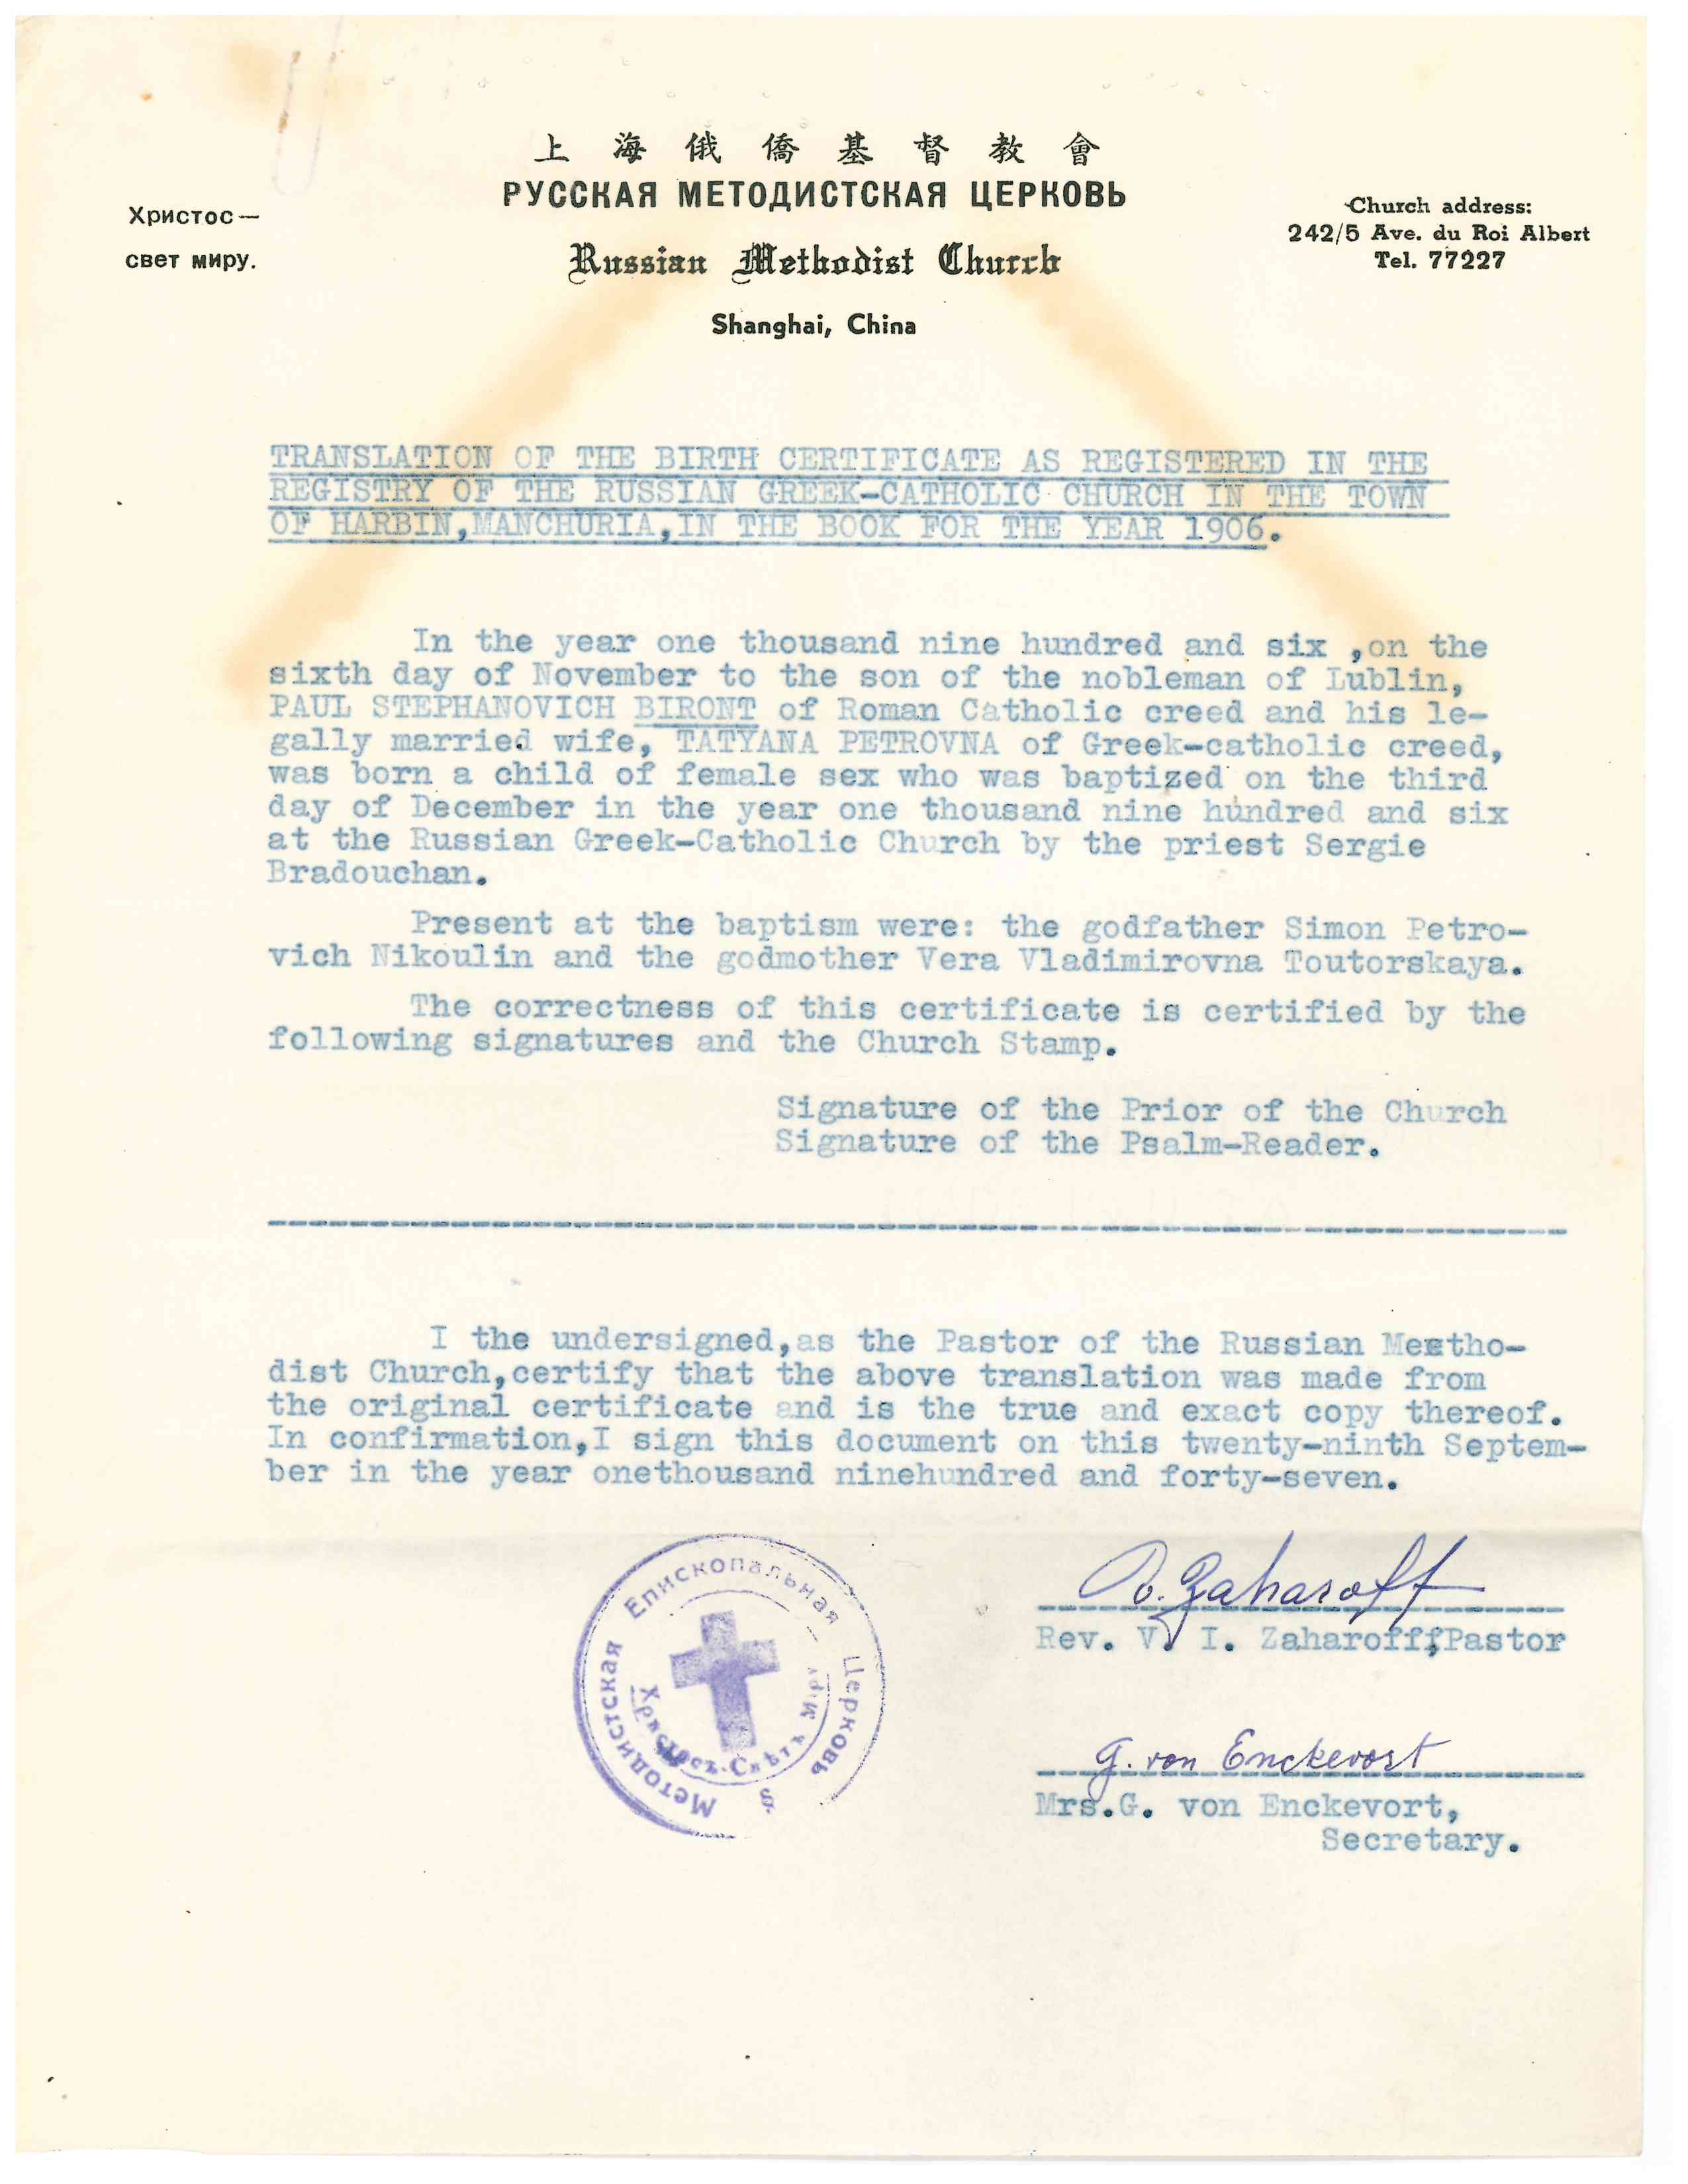 上海俄僑基督教會
РУССКАЯ МЕТОДИСТСКАЯ ЦЕРКОВЬ
Russian Methodist Church
Shanghai, China
Христос —
свет миру.
Church address:
242/5 Ave. du Roi Albert
Tel. 77227
TRANSLATION OF THE BIRTH CERTIFICATE AS REGISTERED IN THE
REGISTRY OF THE RUSSIAN GREEK-CATHOLIC CHURCH IN THE TOWN
OF HARBIN,MANCHURIA,IN THE BOOK FOR THE YEAR 1906.
In the year one thousand nine hundred and six ,on the
sixth day of November to the son of the nobleman of Lublin,
PAUL STEPHANOVICH BIRONT of Roman Catholic creed and his le-
gally married wife, TATYANA PETROVNA of Greek-catholic creed,
was born a child of female sex who was baptized on the third
day of December in the year one thousand nine hundred and six
at the Russian Greek-Catholic Church by the priest Sergie
Bradouchan.
Present at the baptism were: the godfather Simon Petro-
vich Nikoulin and the godmother Vera Vladimirovna Toutorskaya.
The correctness of this certificate is certified by the
following signatures and the Church Stamp.
Signature of the Prior of the Church
Signature of the Psalm-Reader.
I the undersigned,as the Pastor of the Russian Mestho-
dist Church,certify that the above translation was made from
the original certificate and is the true and exact copy thereof.
In confirmation,I sign this document on this twenty-ninth Septem-
ber in the year onethousand ninehundred and forty-seven.
Методистская Епископальная Церковь
Христосъ-Свѣтъ Мiру
V. Zaharoff
Rev. V. I. Zaharoff,Pastor
G. von Enckevort
Mrs.G. von Enckevort,
Secretary.